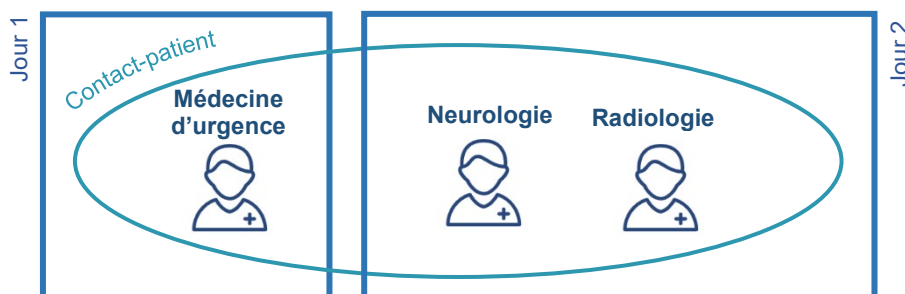 Jour 1
Contact-patient
Médecine
d’urgence
Neurologie
Radiologie
Jour 2